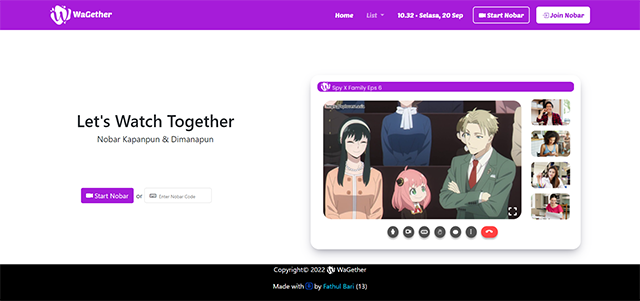 WaGether
Home List 10.32 - Selasa, 20 Sep Start Nobar Join Nobar
Spy X Family Eps 6
Let's Watch Together
Nobar Kapanpun & Dimanapun
Start Nobar or Enter Nobar Code
Copyright© 2022 WaGether
Made with by Fathul Bari (13)